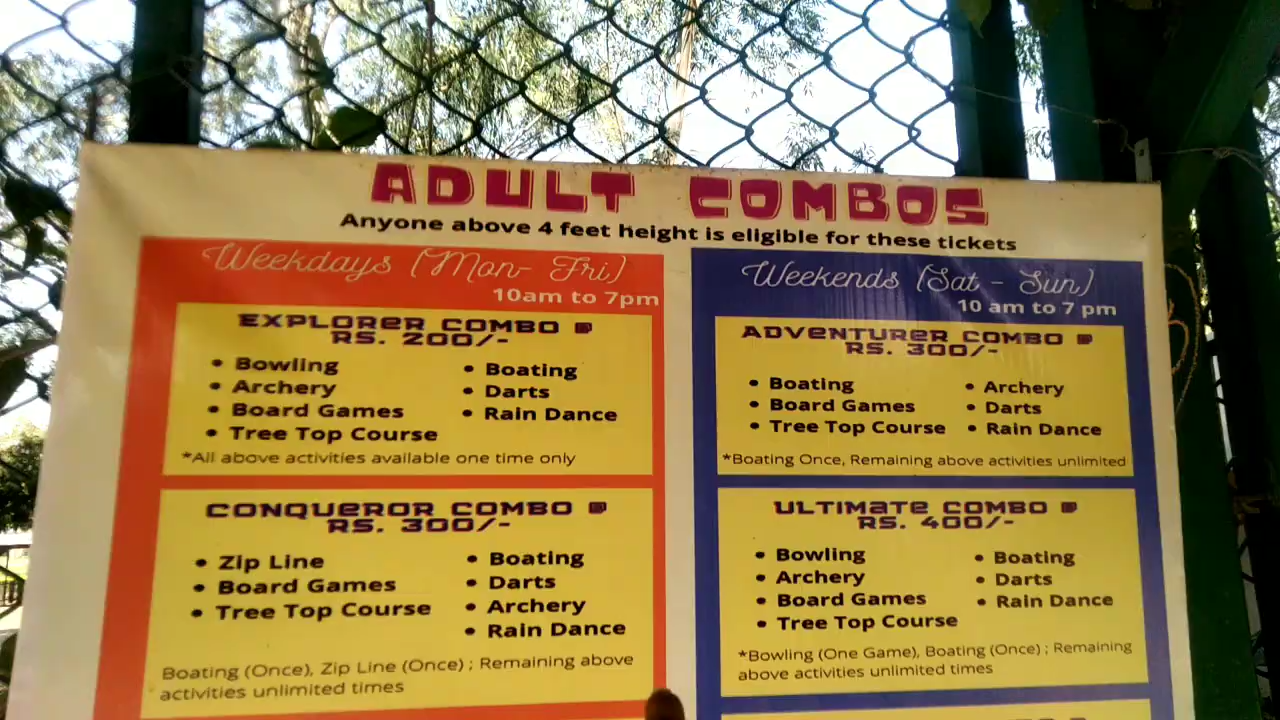 ADULT COMBOS
Anyone above 4 feet height is eligible for these tickets
Weekdays (Mon- Fri)
10am to 7pm
EXPLORER COMBO @
RS. 200/-
• Bowling
• Archery
• Board Games
• Tree Top Course
• Boating
• Darts
• Rain Dance
*All above activities available one time only
CONQUEROR COMBO @
RS. 300/-
• Zip Line
• Board Games
• Tree Top Course
• Boating
• Darts
• Archery
• Rain Dance
Boating (Once), Zip Line (Once) ; Remaining above
activities unlimited times
Weekends (Sat - Sun)
10 am to 7 pm
ADVENTURER COMBO @
RS. 300/-
• Boating
• Board Games
• Tree Top Course
• Archery
• Darts
• Rain Dance
*Boating Once, Remaining above activities unlimited
ULTIMATE COMBO @
RS. 400/-
• Bowling
• Archery
• Board Games
• Tree Top Course
• Boating
• Darts
• Rain Dance
*Bowling (One Game), Boating (Once) ; Remaining
activities unlimited times